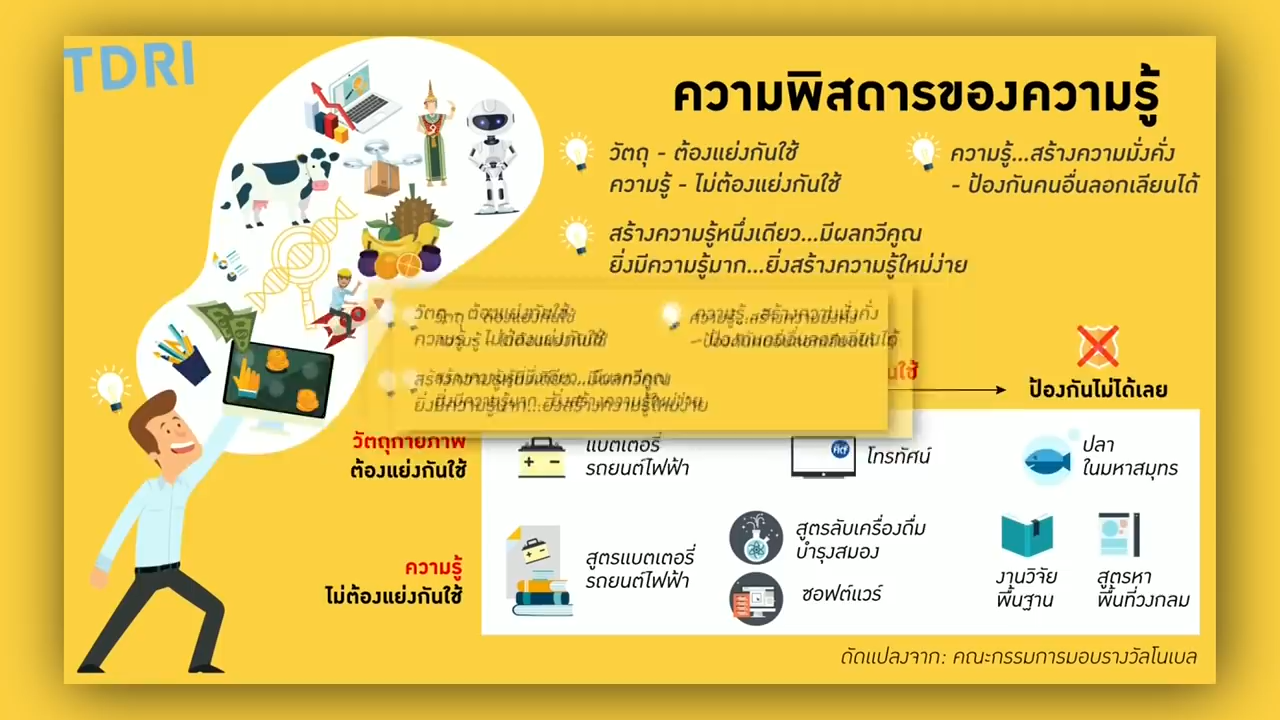 TDRI
ความพิสดารของความรู้
วัตถุ - ต้องแย่งกันใช้
ความรู้ - ไม่ต้องแย่งกันใช้
ความรู้...สร้างความมั่งคั่ง
- ป้องกันคนอื่นลอกเลียนได้
สร้างความรู้หนึ่งเดียว...มีผลทวีคูณ
ยิ่งมีความรู้มาก...ยิ่งสร้างความรู้ใหม่ง่าย
ป้องกันไม่ได้เลย
วัตถุกายภาพ
ต้องแย่งกันใช้
แบตเตอรี่
รถยนต์ไฟฟ้า
โทรทัศน์
ปลา
ในมหาสมุทร
ความรู้
ไม่ต้องแย่งกันใช้
สูตรแบตเตอรี่
รถยนต์ไฟฟ้า
สูตรลับเครื่องดื่ม
บำรุงสมอง
ซอฟต์แวร์
งานวิจัย
พื้นฐาน
สูตรหา
พื้นที่วงกลม
ดัดแปลงจาก: คณะกรรมการมอบรางวัลโนเบล